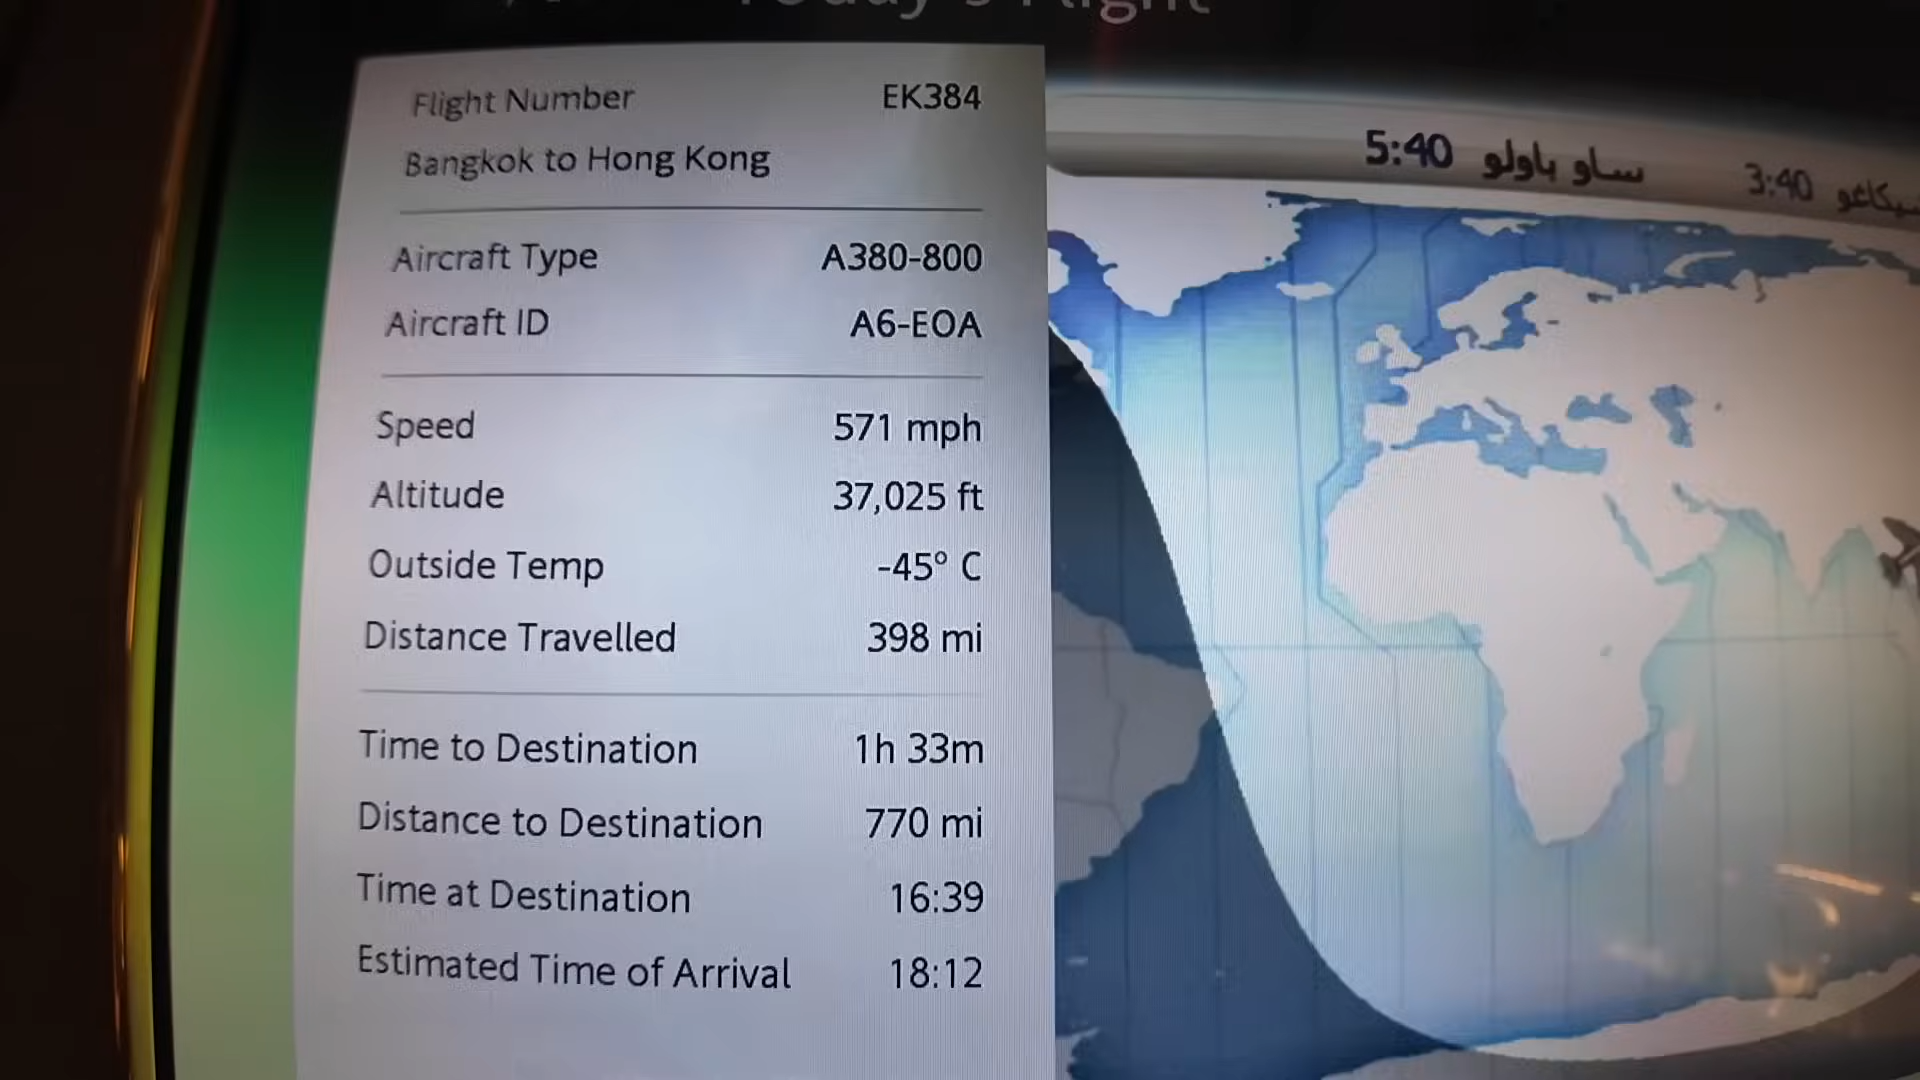 Today's Flight
Flight Number EK384
Bangkok to Hong Kong
Aircraft Type A380-800
Aircraft ID A6-EOA
Speed 571 mph
Altitude 37,025 ft
Outside Temp -45° C
Distance Travelled 398 mi
Time to Destination 1h 33m
Distance to Destination 770 mi
Time at Destination 16:39
Estimated Time of Arrival 18:12
5:40 ساو باولو 3:40